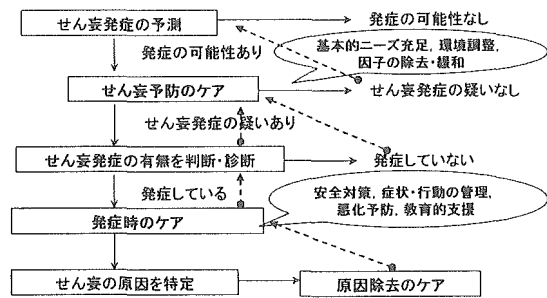 せん妄発症の予測
発症の可能性なし
発症の可能性あり
基本的ニーズ充足, 環境調整,
因子の除去・緩和
せん妄予防のケア
せん妄発症の疑いなし
せん妄発症の疑いあり
せん妄発症の有無を判断・診断
発症していない
発症している
安全対策, 症状・行動の管理,
悪化予防, 教育的支援
発症時のケア
せん妄の原因を特定
原因除去のケア